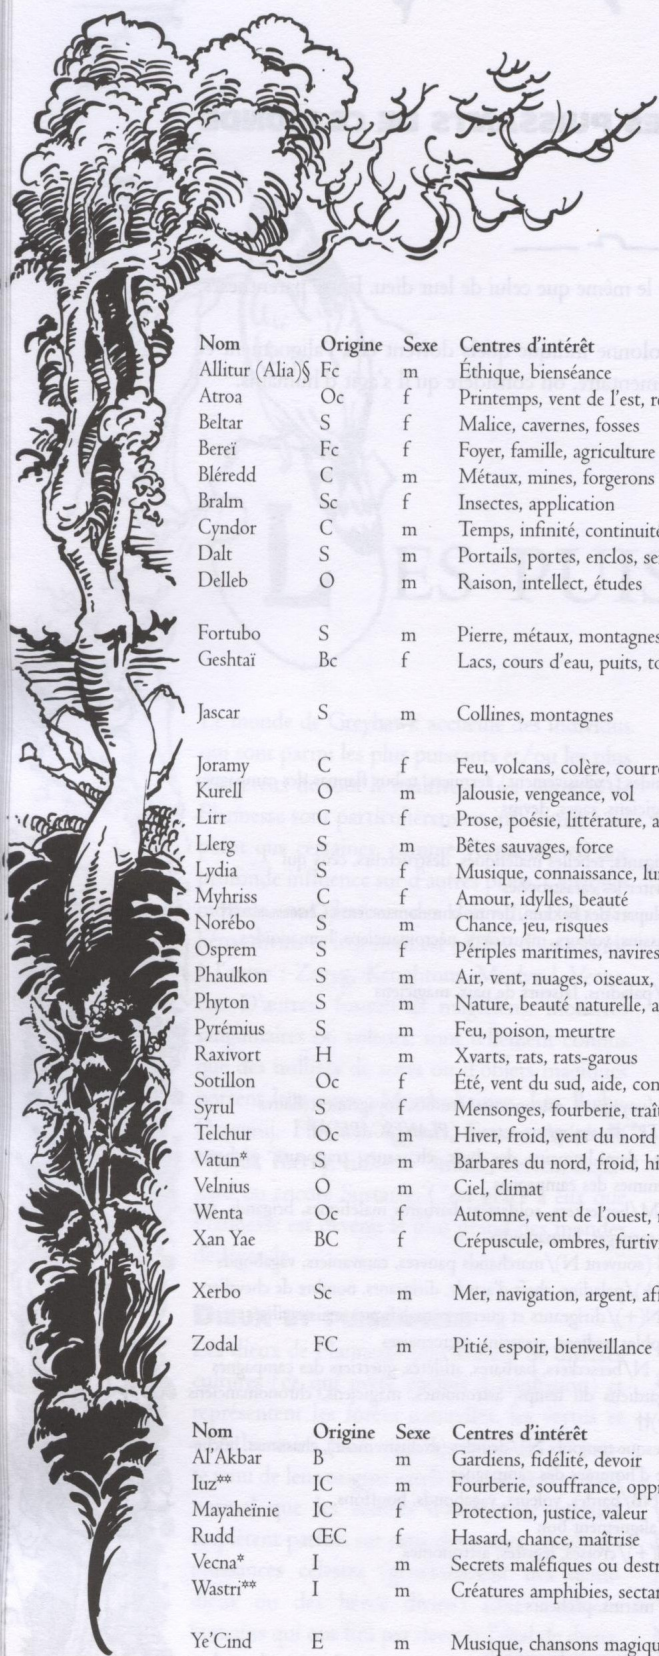 Nom Origine Sexe Centres d'intérêt
Allitur (Alia)§ Fc m Éthique, bienséance
Atroa Oc f Printemps, vent de l'est,
Beltar S f Malice, cavernes, fosses
Bereï Fc f Foyer, famille, agriculture
Bléredd C m Métaux, mines, forgerons
Bralm Sc f Insectes, application
Cyndor C m Temps, infinité, continuité
Dalt S m Portails, portes, enclos,
Delleb O m Raison, intellect, études
Fortubo S m Pierre, métaux, montagnes
Geshtaï Bc f Lacs, cours d'eau, puits,
Jascar S m Collines, montagnes
Joramy C f Feu, volcans, colère,
Kurell O m Jalousie, vengeance, vol
Lirr C f Prose, poésie, littérature,
Llerg S m Bêtes sauvages, force
Lydia S f Musique, connaissance,
Myhriss C f Amour, idylles, beauté
Norébo S m Chance, jeu, risques
Osprem S f Périples maritimes, navires
Phaulkon S m Air, vent, nuages, oiseaux,
Phyton S m Nature, beauté naturelle,
Pyrémius S m Feu, poison, meurtre
Raxivort H m Xvarts, rats, rats-garous
Sotillon Oc f Été, vent du sud, aide,
Syrul S f Mensonges, fourberie,
Telchur Oc m Hiver, froid, vent du nord
Vatun* S m Barbares du nord, froid,
Velnius O m Ciel, climat
Wenta Oc f Automne, vent de l'ouest,
Xan Yae BC f Crépuscule, ombres,
Xerbo Sc m Mer, navigation, argent,
Zodal FC m Pitié, espoir, bienveillance
Nom Origine Sexe Centres d'intérêt
Al'Akbar B m Gardiens, fidélité, devoir
Iuz** IC m Fourberie, souffrance,
Mayaheinie IC f Protection, justice, valeur
Rudd ŒC f Hasard, chance, maîtrise
Vecna* I m Secrets maléfiques ou
Wastri** I m Créatures amphibies,
Ye'Cind E m Musique, chansons